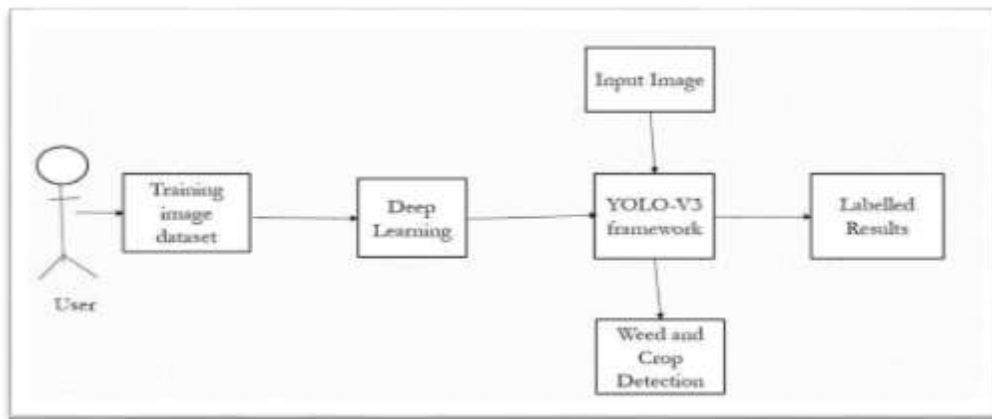 Input Image
Training
image
dataset
Deep
Learning
YOLO-V3
framework
Labelled
Results
User
Weed and
Crop
Detection